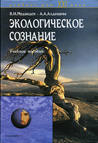 В.И.Медведев  А.А.Алдашева
ЭКОЛОГИЧЕСКОЕ
СОЗНАНИЕ
Учебное пособие